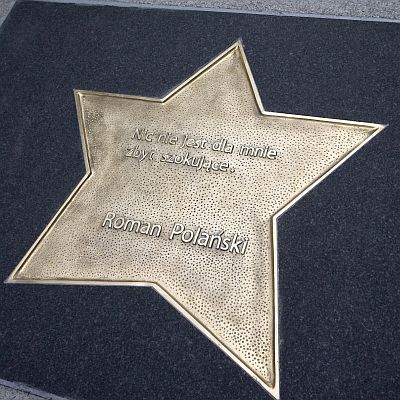 Nic nie jest dla mnie
zbyt szokujące.
Roman Polański